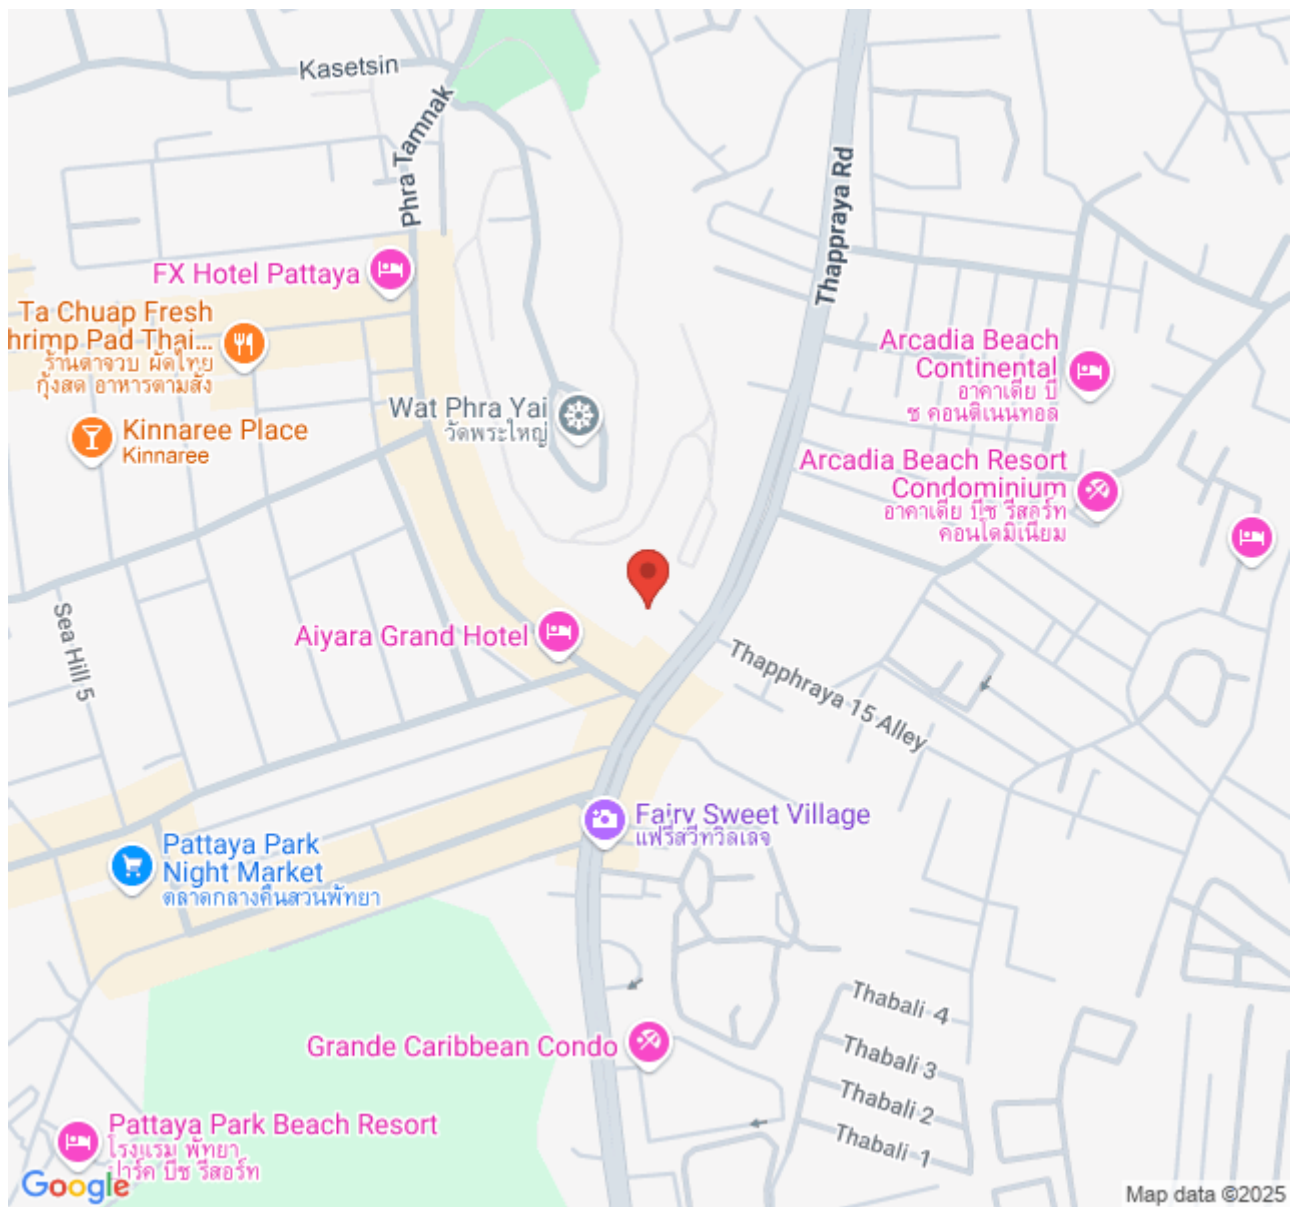 Kasetsin
Phra Tamnak
Thappraya Rd
FX Hotel Pattaya
Ta Chuap Fresh
hrimp Pad Thai...
ร้านตาจวบ ผัดไทย
กุ้งสด อาหารตามสั่ง
Arcadia Beach
Continental
อาคาเดีย บี
ช คอนติเนนทอล
Wat Phra Yai
วัดพระใหญ่
Kinnaree Place
Kinnaree
Arcadia Beach Resort
Condominium
อาคาเดีย บีช รีสอร์ท
คอนโดมิเนียม
Sea Hill 5
Aiyara Grand Hotel
Thapphraya 15 Alley
Fairy Sweet Village
แฟรีสวีทวิลเลจ
Pattaya Park
Night Market
ตลาดกลางคืนสวนพัทยา
Thabali 4
Grande Caribbean Condo
Thabali 3
Thabali 2
Pattaya Park Beach Resort
โรงแรม พัทยา
ปาร์ค บีช รีสอร์ท
Thabali 1
Google
Map data ©2025